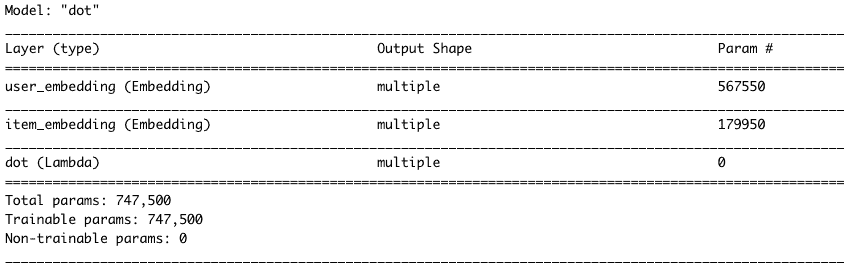 Model: "dot"
Layer (type) Output Shape Param #
user_embedding (Embedding) multiple 567550
item_embedding (Embedding) multiple 179950
dot (Lambda) multiple 0
Total params: 747,500
Trainable params: 747,500
Non-trainable params: 0